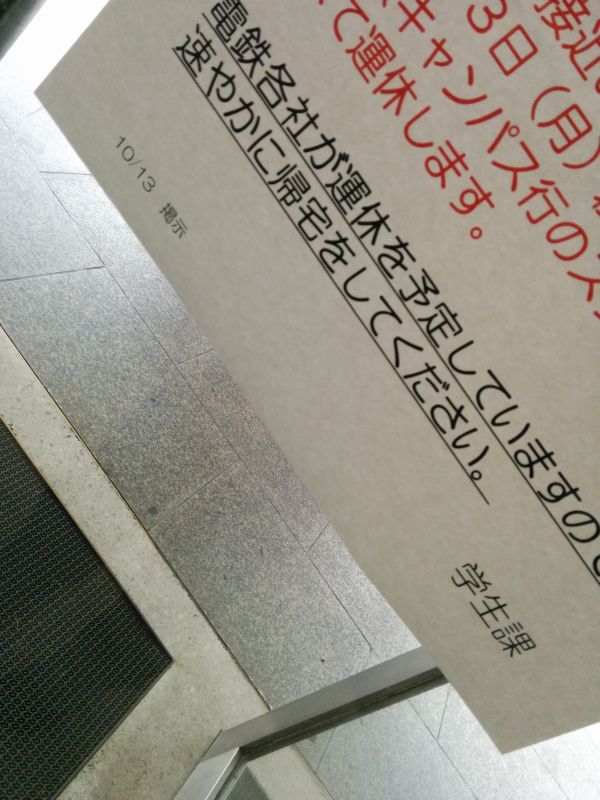 接近
3日（月）
キャンパス行の
て運休します。
電鉄各社が運休を予定していますので
速やかに帰宅をしてください。
学生課
10/13 掲示